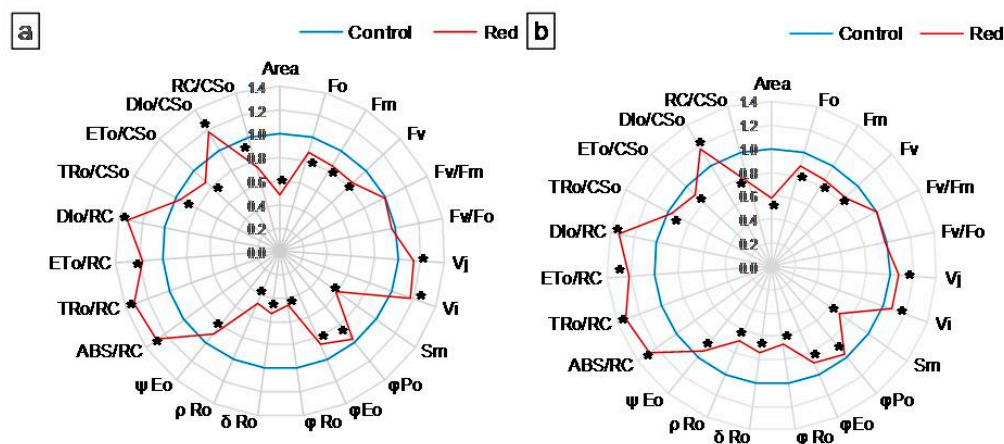 a
Control
Red
Area
Fo
Fm
Fv
Fv/Fm
Fv/Fo
Vj
Vi
Sm
φPo
φEo
φ Ro
δ Ro
ρ Ro
ψ Eo
ABS/RC
TRo/RC
ETo/RC
DIo/RC
TRo/CSo
ETo/CSo
DIo/CSo
RC/CSo
1.4
1.2
1.0
0.8
0.6
0.4
0.2
0.0
b
Control
Red
Area
Fo
Fm
Fv
Fv/Fm
Fv/Fo
Vj
Vi
Sm
φPo
φEo
φ Ro
δ Ro
ρ Ro
ψ Eo
ABS/RC
TRo/RC
ETo/RC
DIo/RC
TRo/CSo
ETo/CSo
DIo/CSo
RC/CSo
1.4
1.2
1.0
0.8
0.6
0.4
0.2
0.0